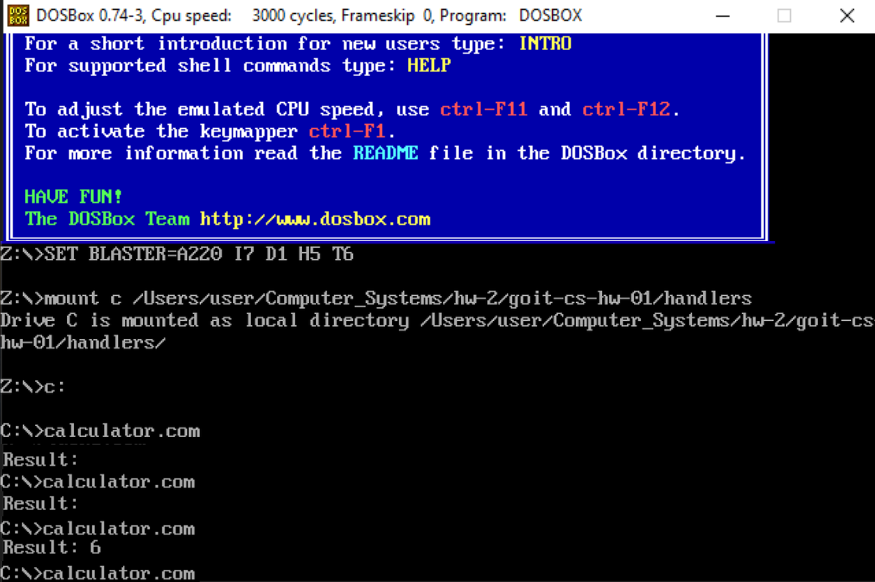 DOSBox 0.74-3, Cpu speed:    3000 cycles, Frameskip  0, Program:   DOSBOX
For a short introduction for new users type: INTRO
For supported shell commands type: HELP
To adjust the emulated CPU speed, use ctrl-F11 and ctrl-F12.
To activate the keymapper ctrl-F1.
For more information read the README file in the DOSBox directory.
HAVE FUN!
The DOSBox Team http://www.dosbox.com
Z:\>SET BLASTER=A220 I7 D1 H5 T6
Z:\>mount c /Users/user/Computer_Systems/hw-2/goit-cs-hw-01/handlers
Drive C is mounted as local directory /Users/user/Computer_Systems/hw-2/goit-cs-
hw-01/handlers/
Z:\>c:
C:\>calculator.com
Result:
C:\>calculator.com
Result:
C:\>calculator.com
Result: 6
C:\>calculator.com